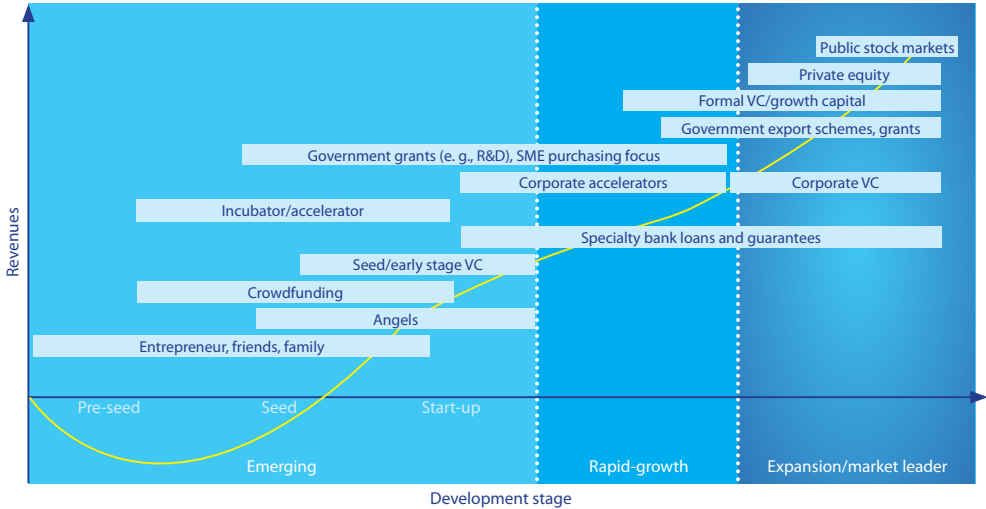 Public stock markets
Private equity
Formal VC/growth capital
Government export schemes, grants
Government grants (e. g., R&D), SME purchasing focus
Corporate accelerators
Corporate VC
Incubator/accelerator
Specialty bank loans and guarantees
Seed/early stage VC
Crowdfunding
Angels
Entrepreneur, friends, family
Revenues
Pre-seed
Seed
Start-up
Emerging
Rapid-growth
Expansion/market leader
Development stage